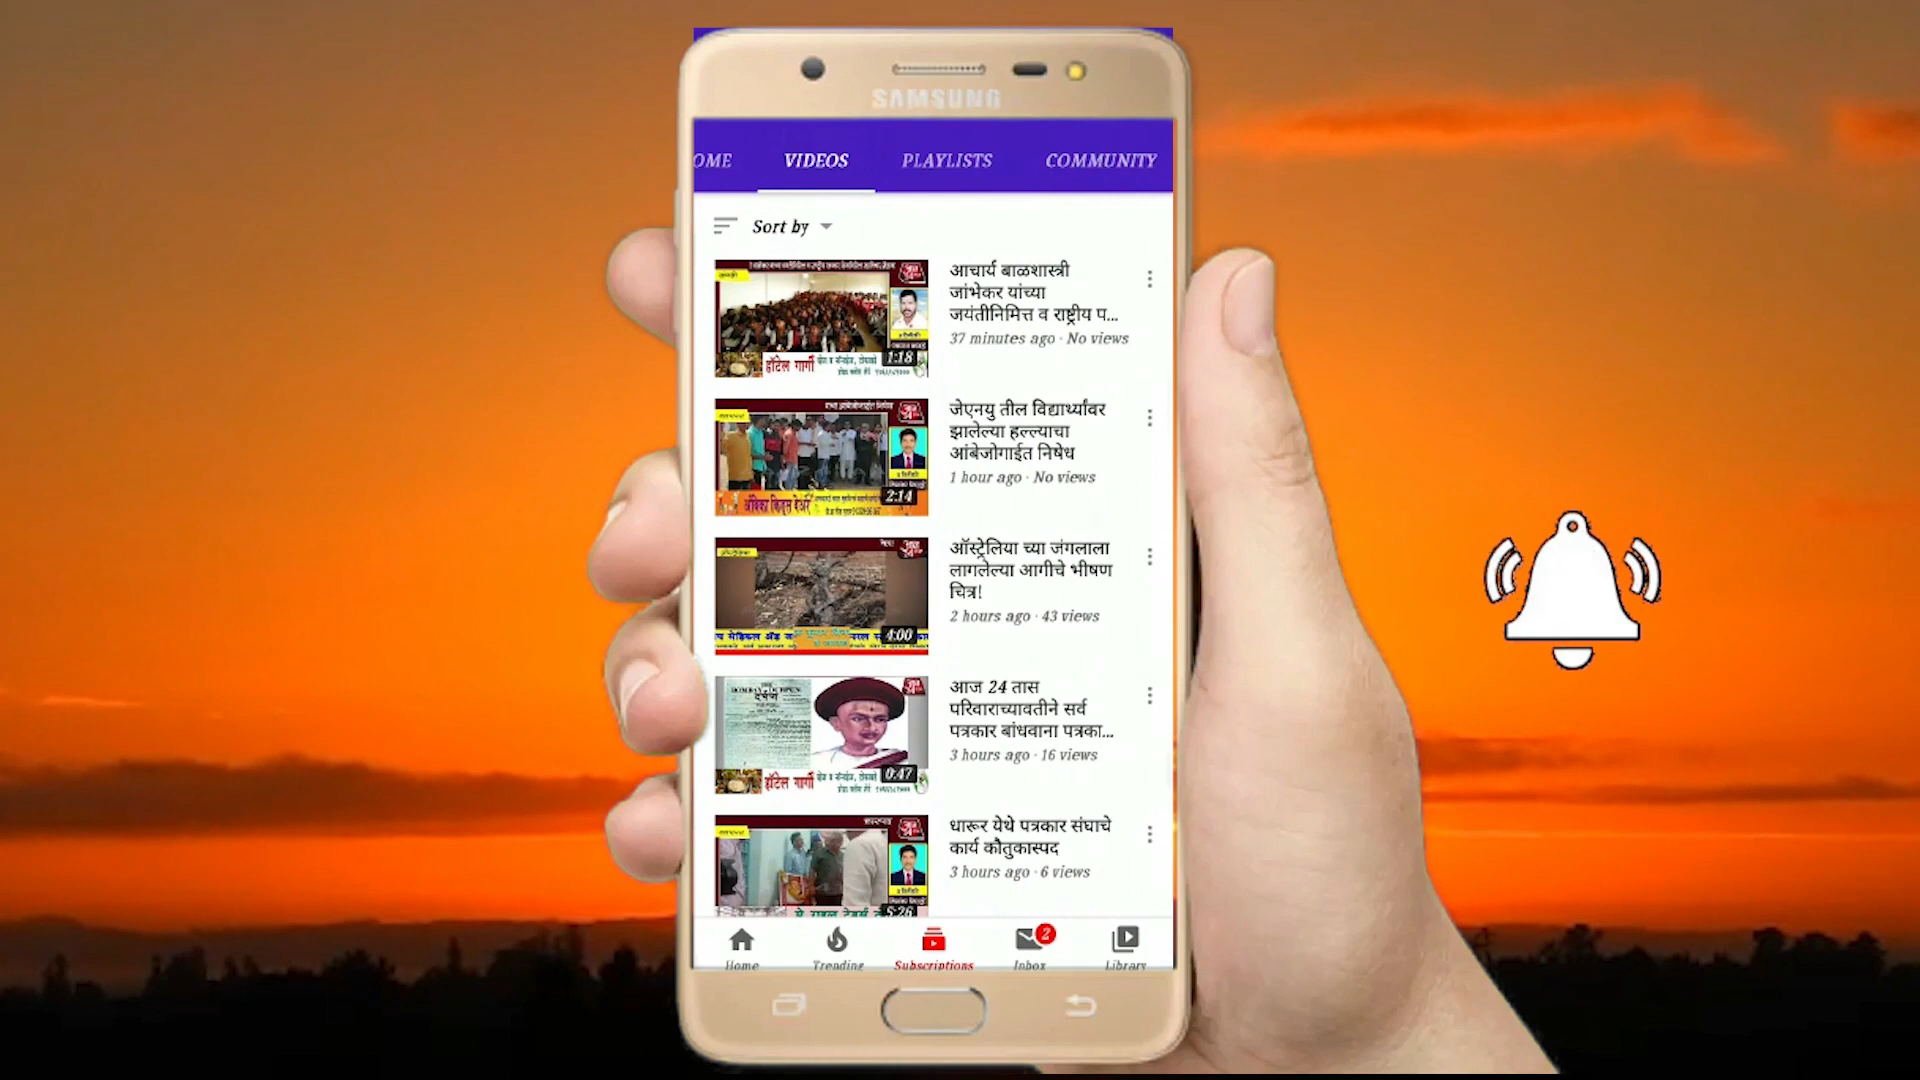 SAMSUNG
OME VIDEOS PLAYLISTS COMMUNITY
Sort by
आचार्य बाळशास्त्री
जांभेकर यांच्या
जयंतीनिमित्त व राष्ट्रीय प...
37 minutes ago · No views
हॉटेल गार्गी
1:18
जेएनयु तील विद्यार्थ्यांवर
झालेल्या हल्ल्याचा
आंबेजोगाईत निषेध
1 hour ago · No views
2:14
ऑस्ट्रेलिया च्या जंगलाला
लागलेल्या आगीचे भीषण
चित्र!
2 hours ago · 43 views
4:00
आज 24 तास
परिवाराच्यावतीने सर्व
पत्रकार बांधवाना पत्रका...
3 hours ago · 16 views
हॉटेल गार्गी
0:47
धारूर येथे पत्रकार संघाचे
कार्य कौतुकास्पद
3 hours ago · 6 views
5:26
2
Home Trending Subscriptions Inbox Library